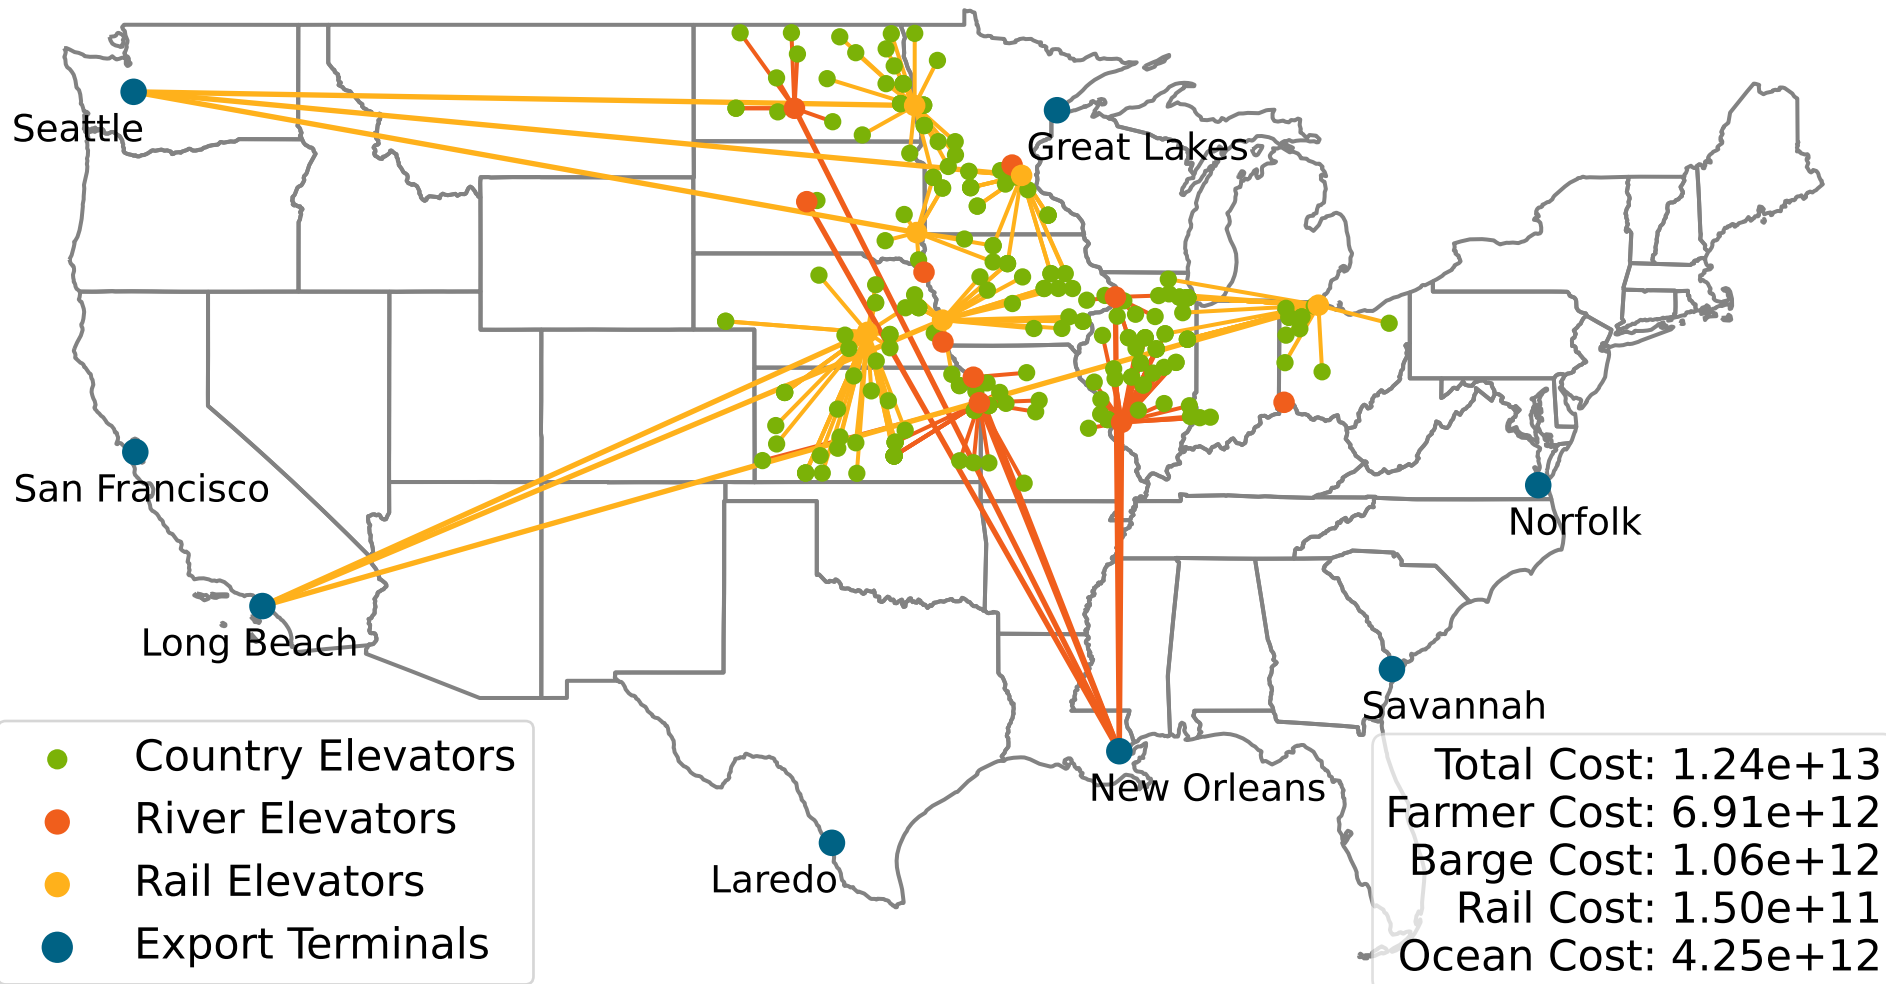 Seattle
Great Lakes
San Francisco
Norfolk
Long Beach
Savannah
New Orleans
Laredo
Country Elevators
River Elevators
Rail Elevators
Export Terminals
Total Cost: 1.24e+13
Farmer Cost: 6.91e+12
Barge Cost: 1.06e+12
Rail Cost: 1.50e+11
Ocean Cost: 4.25e+12